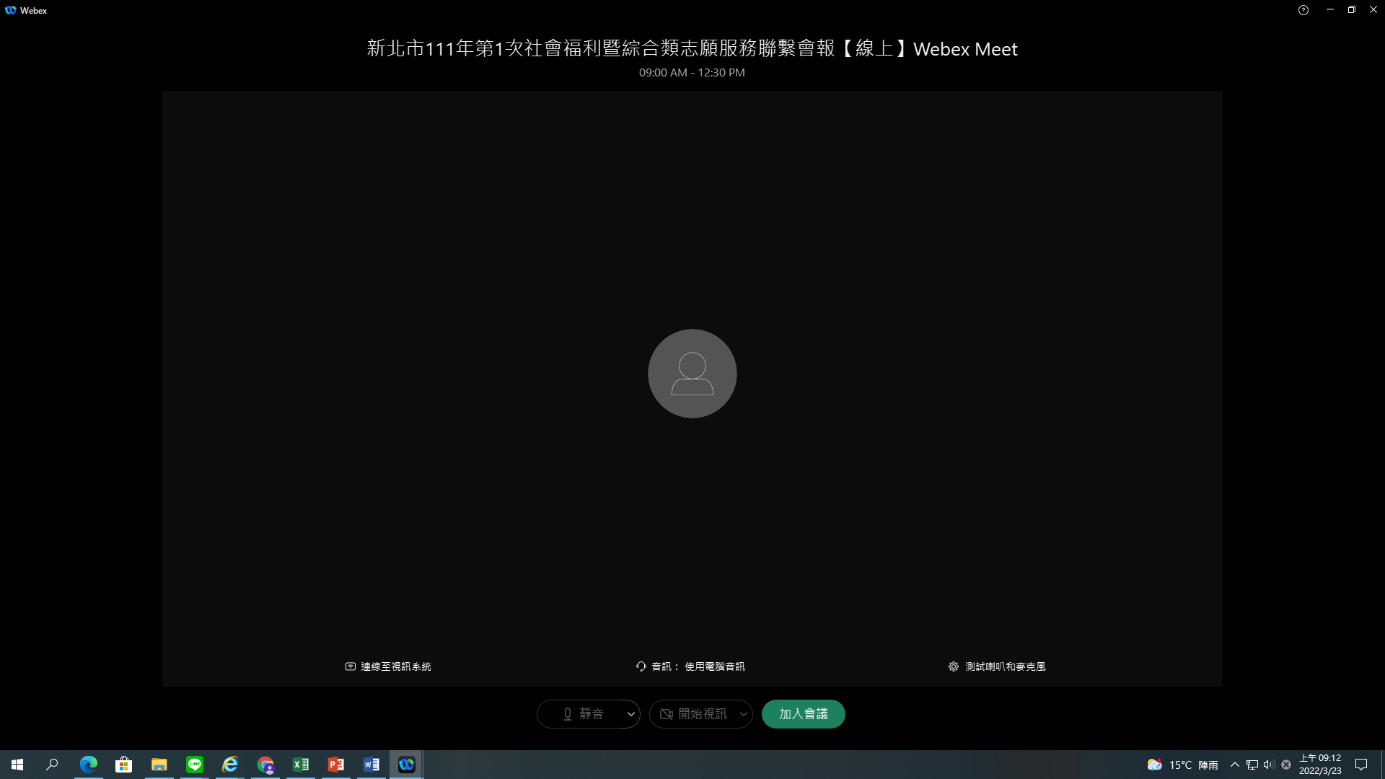 Webex
新北市111年第1次社會福利暨綜合類志願服務聯繫會報【線上】Webex Meet
09:00 AM - 12:30 PM
連線至視訊系統
音訊： 使用電腦音訊
測試喇叭和麥克風
靜音
開始視訊
加入會議
15°C 陣雨
上午 09:12
2022/3/23